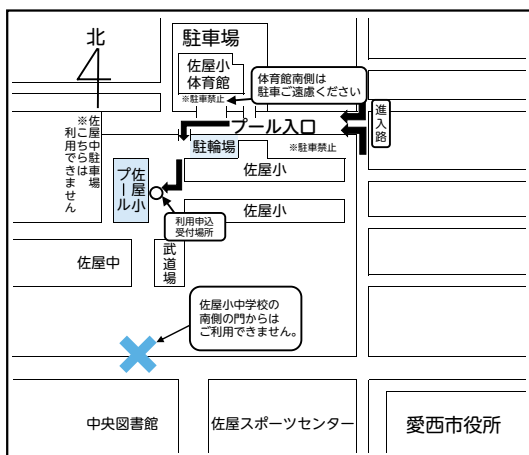 北
駐車場
佐屋小
体育館
※駐車禁止
体育館南側は
駐車ご遠慮ください
進入路
プール入口
駐輪場
※駐車禁止
佐屋中駐車場
※こちらは
利用できません
佐屋小
プール
佐屋小
利用申込
受付場所
佐屋小
佐屋中
武道場
佐屋小中学校の
南側の門からは
ご利用できません。
中央図書館
佐屋スポーツセンター
愛西市役所